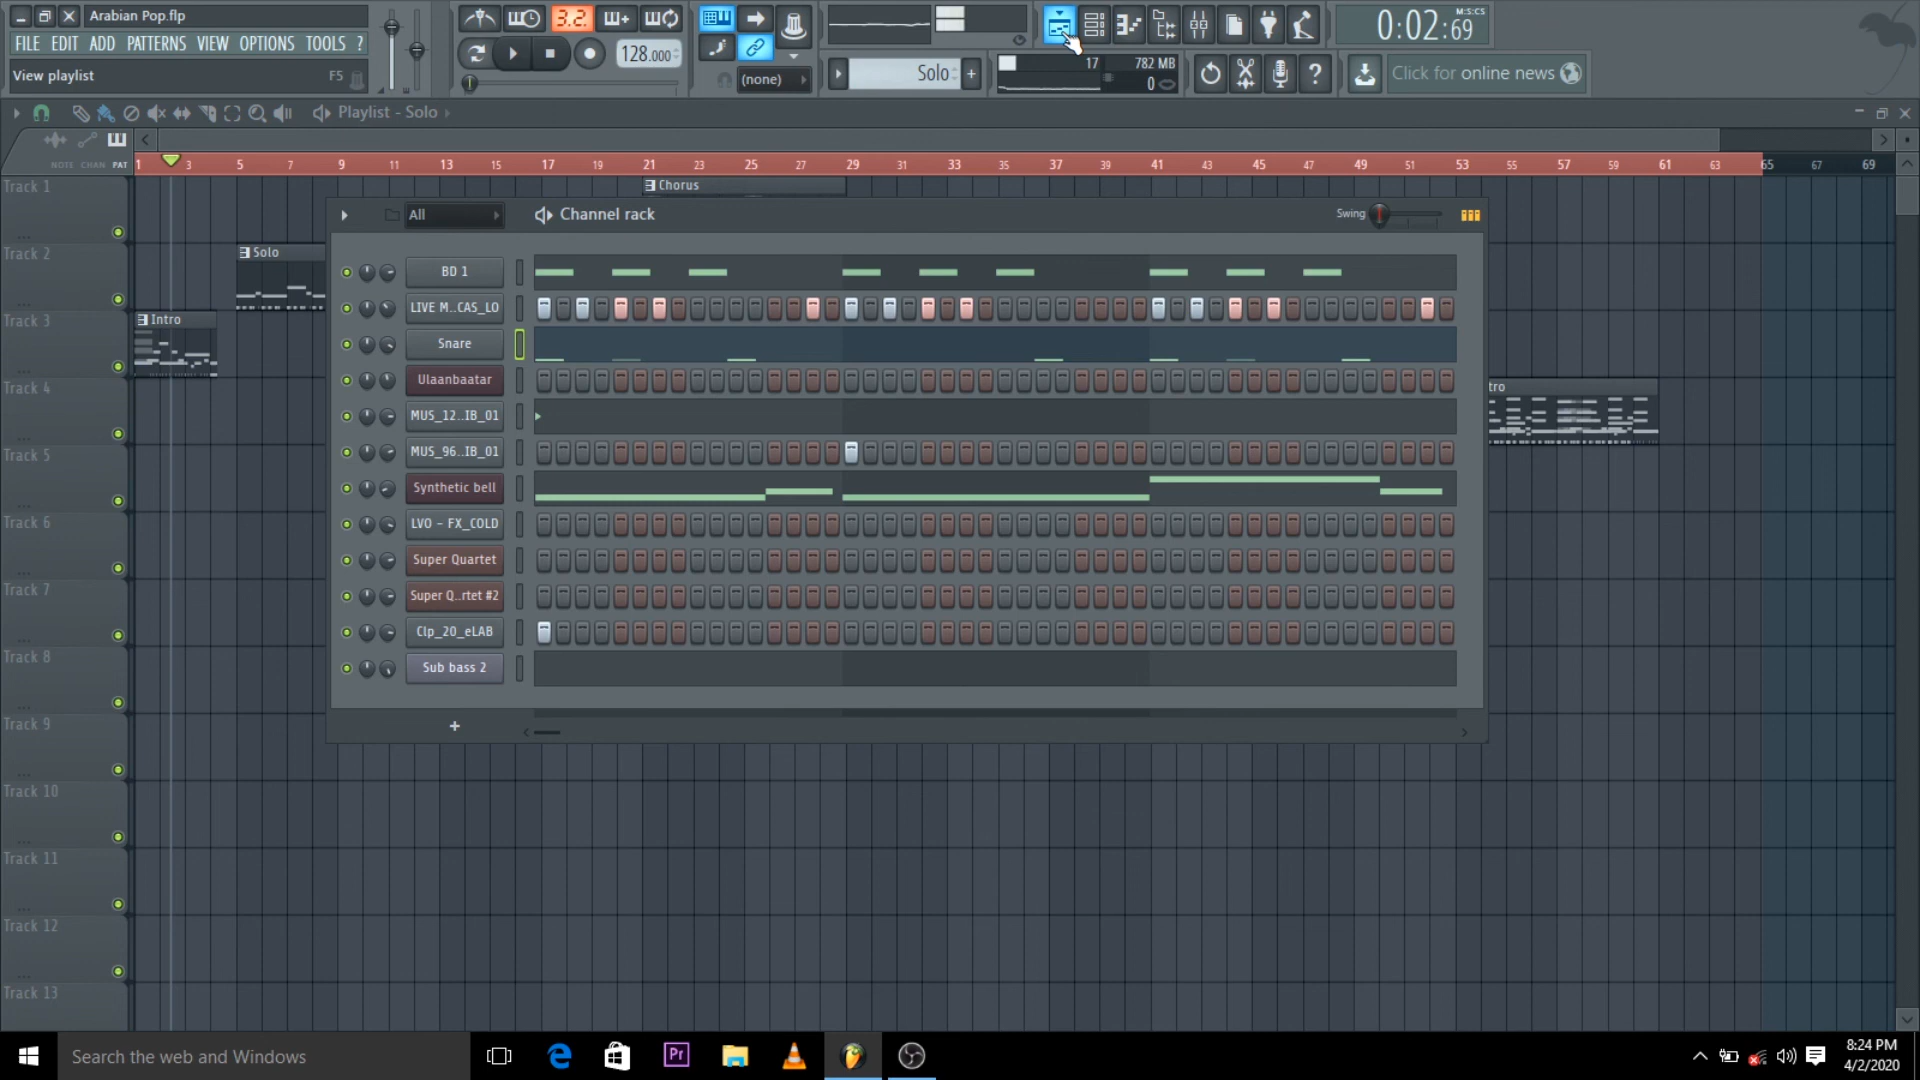 Arabian Pop.flp
FILE EDIT ADD PATTERNS VIEW OPTIONS TOOLS ?
View playlist F5
3.2.
128.000
(none)
Solo
17
782 MB
0
M:S:CS
0:02:69
Click for online news
Playlist - Solo
NOTE CHAN PAT
1 3 5 7 9 11 13 15 17 19 21 23 25 27 29 31 33 35 37 39 41 43 45 47 49 51 53 55 57 59 61 63 65 67 69
Track 1
Chorus
Track 2
Solo
Track 3
Intro
Track 4
tro
Track 5
Track 6
Track 7
Track 8
Track 9
Track 10
Track 11
Track 12
Track 13
All
Channel rack
Swing
BD 1
LIVE M..CAS_LO
Snare
Ulaanbaatar
MUS_12..IB_01
MUS_96..IB_01
Synthetic bell
LVO - FX_COLD
Super Quartet
Super Q..rtet #2
Clp_20_eLAB
Sub bass 2
+
Search the web and Windows
Pr
8:24 PM
4/2/2020